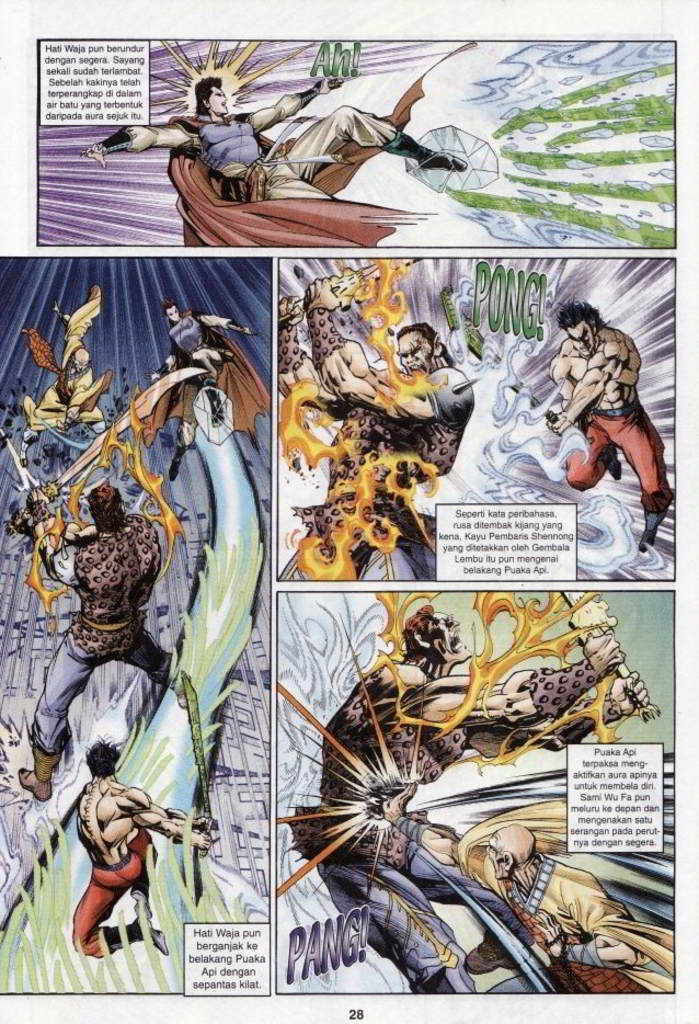 Hati Waja pun berundur
dengan segera. Sayang
sekali sudah terlambat.
Sebelah kakinya telah
terperangkap di dalam
air batu yang terbentuk
daripada aura sejuk itu.
Ah!
Hati Waja pun
berganjak ke
belakang Puaka
Api dengan
sepantas kilat.
PONG!
Seperti kata peribahasa,
rusa ditembak kijang yang
kena, Kayu Pembaris Shennong
yang ditetakkan oleh Gembala
Lembu itu pun mengenai
belakang Puaka Api.
Puaka Api
terpaksa meng-
aktifkan aura apinya
untuk membela diri.
Sami Wu Fa pun
meluru ke depan dan
mengenakan satu
serangan pada perut-
nya dengan segera.
PANG!
28